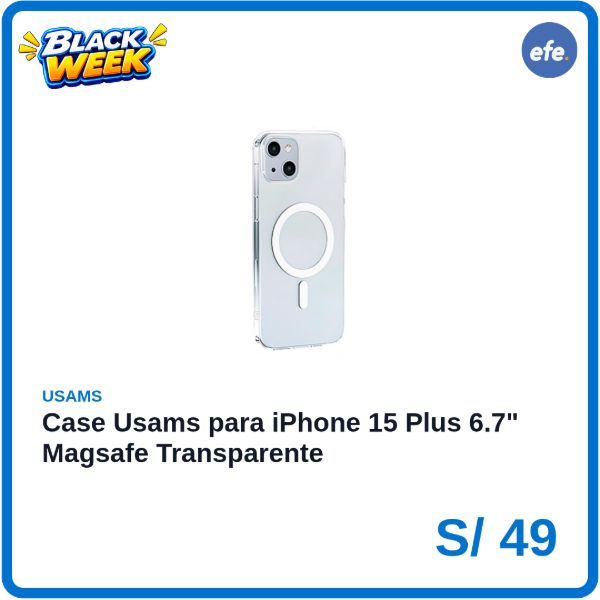 BLACK
WEEK
efe.
USAMS
Case Usams para iPhone 15 Plus 6.7"
Magsafe Transparente
S/ 49